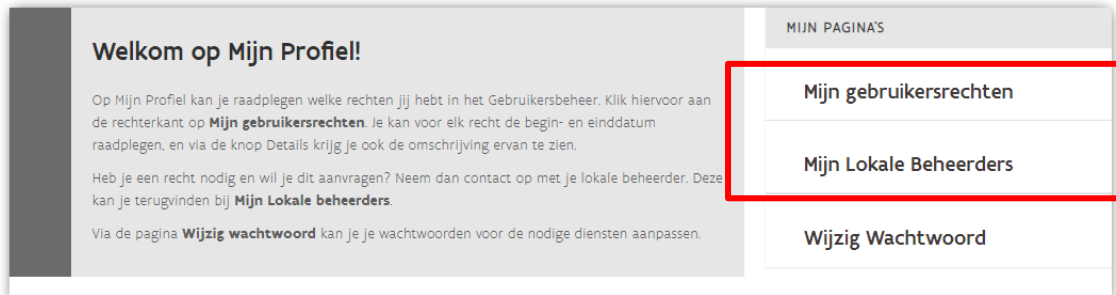 Welkom op Mijn Profiel!
Op Mijn Profiel kan je raadplegen welke rechten jij hebt in het Gebruikersbeheer. Klik hiervoor aan
de rechterkant op Mijn gebruikersrechten. Je kan voor elk recht de begin- en einddatum
raadplegen, en via de knop Details krijg je ook de omschrijving ervan te zien.
Heb je een recht nodig en wil je dit aanvragen? Neem dan contact op met je lokale beheerder. Deze
kan je terugvinden bij Mijn Lokale beheerders.
Via de pagina Wijzig wachtwoord kan je je wachtwoorden voor de nodige diensten aanpassen.
MIJN PAGINA'S
Mijn gebruikersrechten
Mijn Lokale Beheerders
Wijzig Wachtwoord